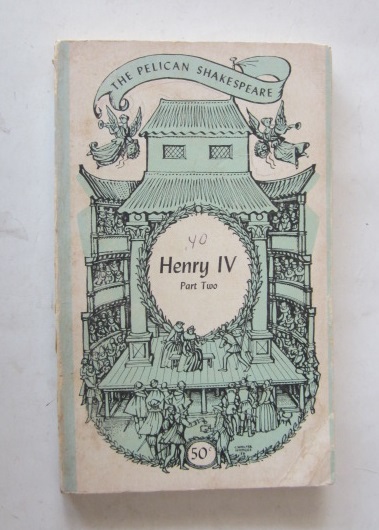 THE PELICAN SHAKESPEARE
.40
Henry IV
Part Two
50¢